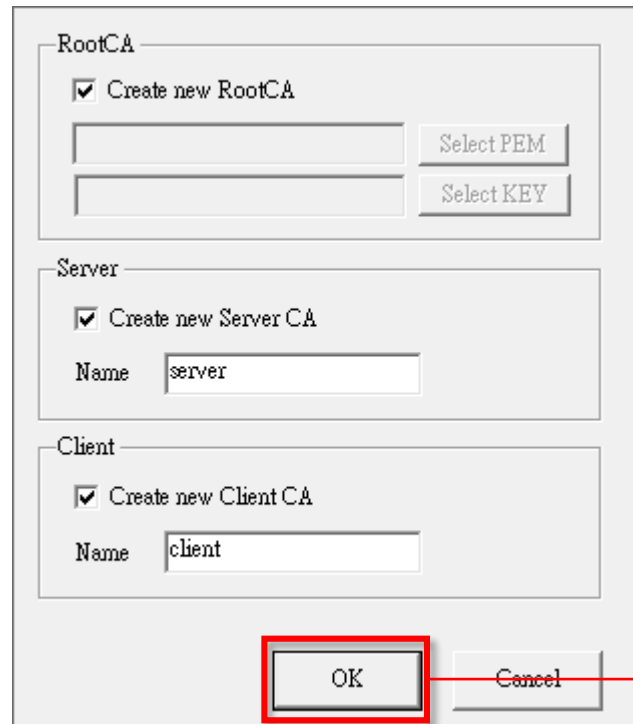 RootCA
Create new RootCA
Select PEM
Select KEY
Server
Create new Server CA
Name server
Client
Create new Client CA
Name client
OK Cancel